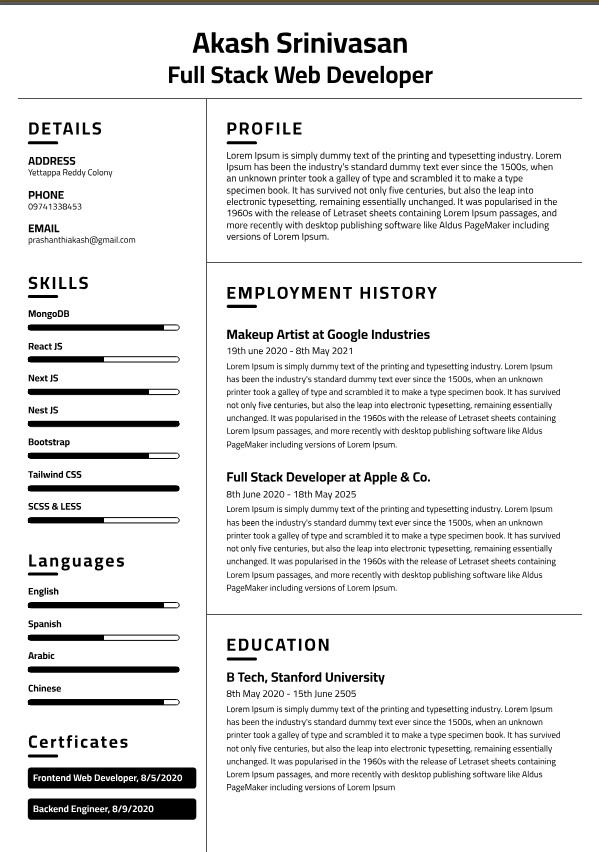 Akash Srinivasan
Full Stack Web Developer
DETAILS
ADDRESS
Yettappa Reddy Colony
PHONE
09741338453
EMAIL
prashanthiakash@gmail.com
SKILLS
MongoDB
React JS
Next JS
Nest JS
Bootstrap
Tailwind CSS
SCSS & LESS
Languages
English
Spanish
Arabic
Chinese
Certficates
Frontend Web Developer, 8/5/2020
Backend Engineer, 8/9/2020
PROFILE
Lorem Ipsum is simply dummy text of the printing and typesetting industry. Lorem
Ipsum has been the industry's standard dummy text ever since the 1500s, when
an unknown printer took a galley of type and scrambled it to make a type
specimen book. It has survived not only five centuries, but also the leap into
electronic typesetting, remaining essentially unchanged. It was popularised in the
1960s with the release of Letraset sheets containing Lorem Ipsum passages, and
more recently with desktop publishing software like Aldus PageMaker including
versions of Lorem Ipsum.
EMPLOYMENT HISTORY
Makeup Artist at Google Industries
19th une 2020 - 8th May 2021
Lorem Ipsum is simply dummy text of the printing and typesetting industry. Lorem Ipsum
has been the industry's standard dummy text ever since the 1500s, when an unknown
printer took a galley of type and scrambled it to make a type specimen book. It has survived
not only five centuries, but also the leap into electronic typesetting, remaining essentially
unchanged. It was popularised in the 1960s with the release of Letraset sheets containing
Lorem Ipsum passages, and more recently with desktop publishing software like Aldus
PageMaker including versions of Lorem Ipsum.
Full Stack Developer at Apple & Co.
8th June 2020 - 18th May 2025
Lorem Ipsum is simply dummy text of the printing and typesetting industry. Lorem Ipsum
has been the industry's standard dummy text ever since the 1500s, when an unknown
printer took a galley of type and scrambled it to make a type specimen book. It has survived
not only five centuries, but also the leap into electronic typesetting, remaining essentially
unchanged. It was popularised in the 1960s with the release of Letraset sheets containing
Lorem Ipsum passages, and more recently with desktop publishing software like Aldus
PageMaker including versions of Lorem Ipsum.
EDUCATION
B Tech, Stanford University
8th May 2020 - 15th June 2505
Lorem Ipsum is simply dummy text of the printing and typesetting industry. Lorem Ipsum
has been the industry's standard dummy text ever since the 1500s, when an unknown
printer took a galley of type and scrambled it to make a type specimen book. It has survived
not only five centuries, but also the leap into electronic typesetting, remaining essentially
unchanged. It was popularised in the 1960s with the release of Letraset sheets containing
Lorem Ipsum passages, and more recently with desktop publishing software like Aldus
PageMaker including versions of Lorem Ipsum